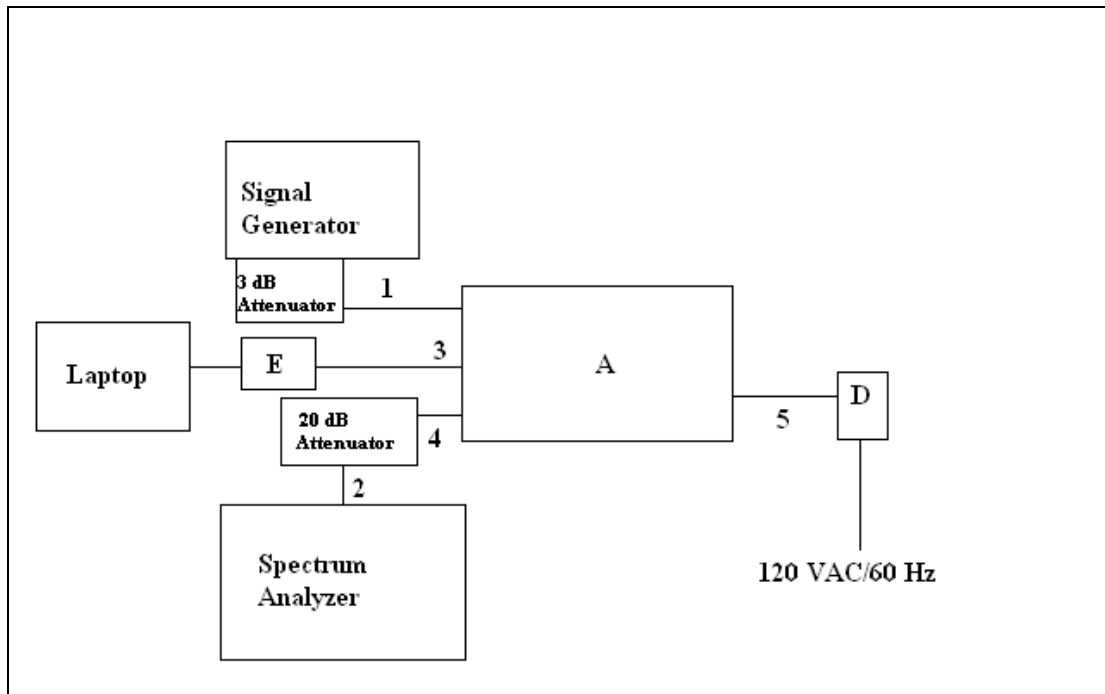 Signal
Generator
3 dB
Attenuator
1
Laptop
E
3
A
D
5
20 dB
Attenuator
4
2
Spectrum
Analyzer
120 VAC/60 Hz